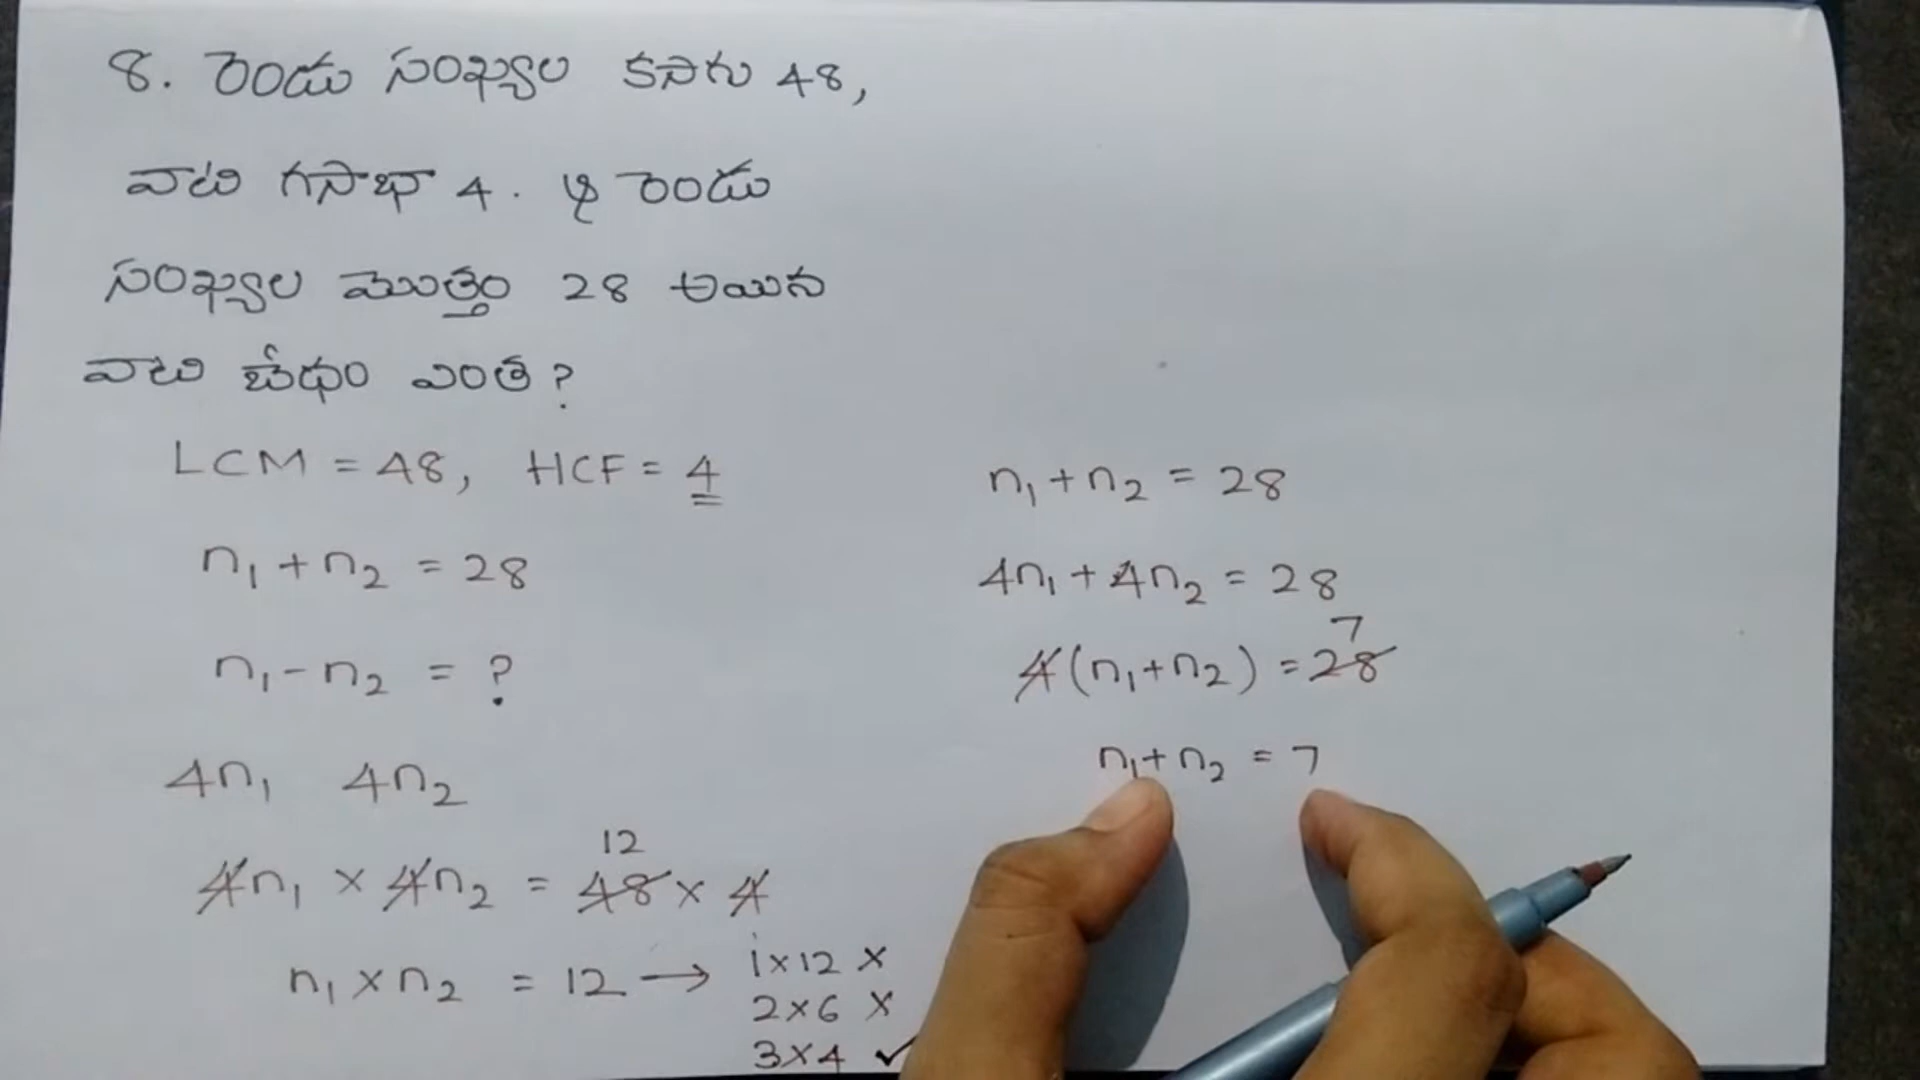 8. రెండు సంఖ్యల కసాగు 48,
వాటి గసాభా 4. ఆ రెండు
సంఖ్యల మొత్తం 28 అయిన
వాటి బేధం ఎంత?
LCM = 48, HCF = 4
n₁ + n₂ = 28
n₁ - n₂ = ?
4n₁ 4n₂
12
4n₁ × 4n₂ = 48 × 4
n₁ × n₂ = 12 → 1×12 ×
2×6 ×
3×4 ✓
n₁ + n₂ = 28
4n₁ + 4n₂ = 28
7
4(n₁+n₂) = 28
n₁+n₂ = 7